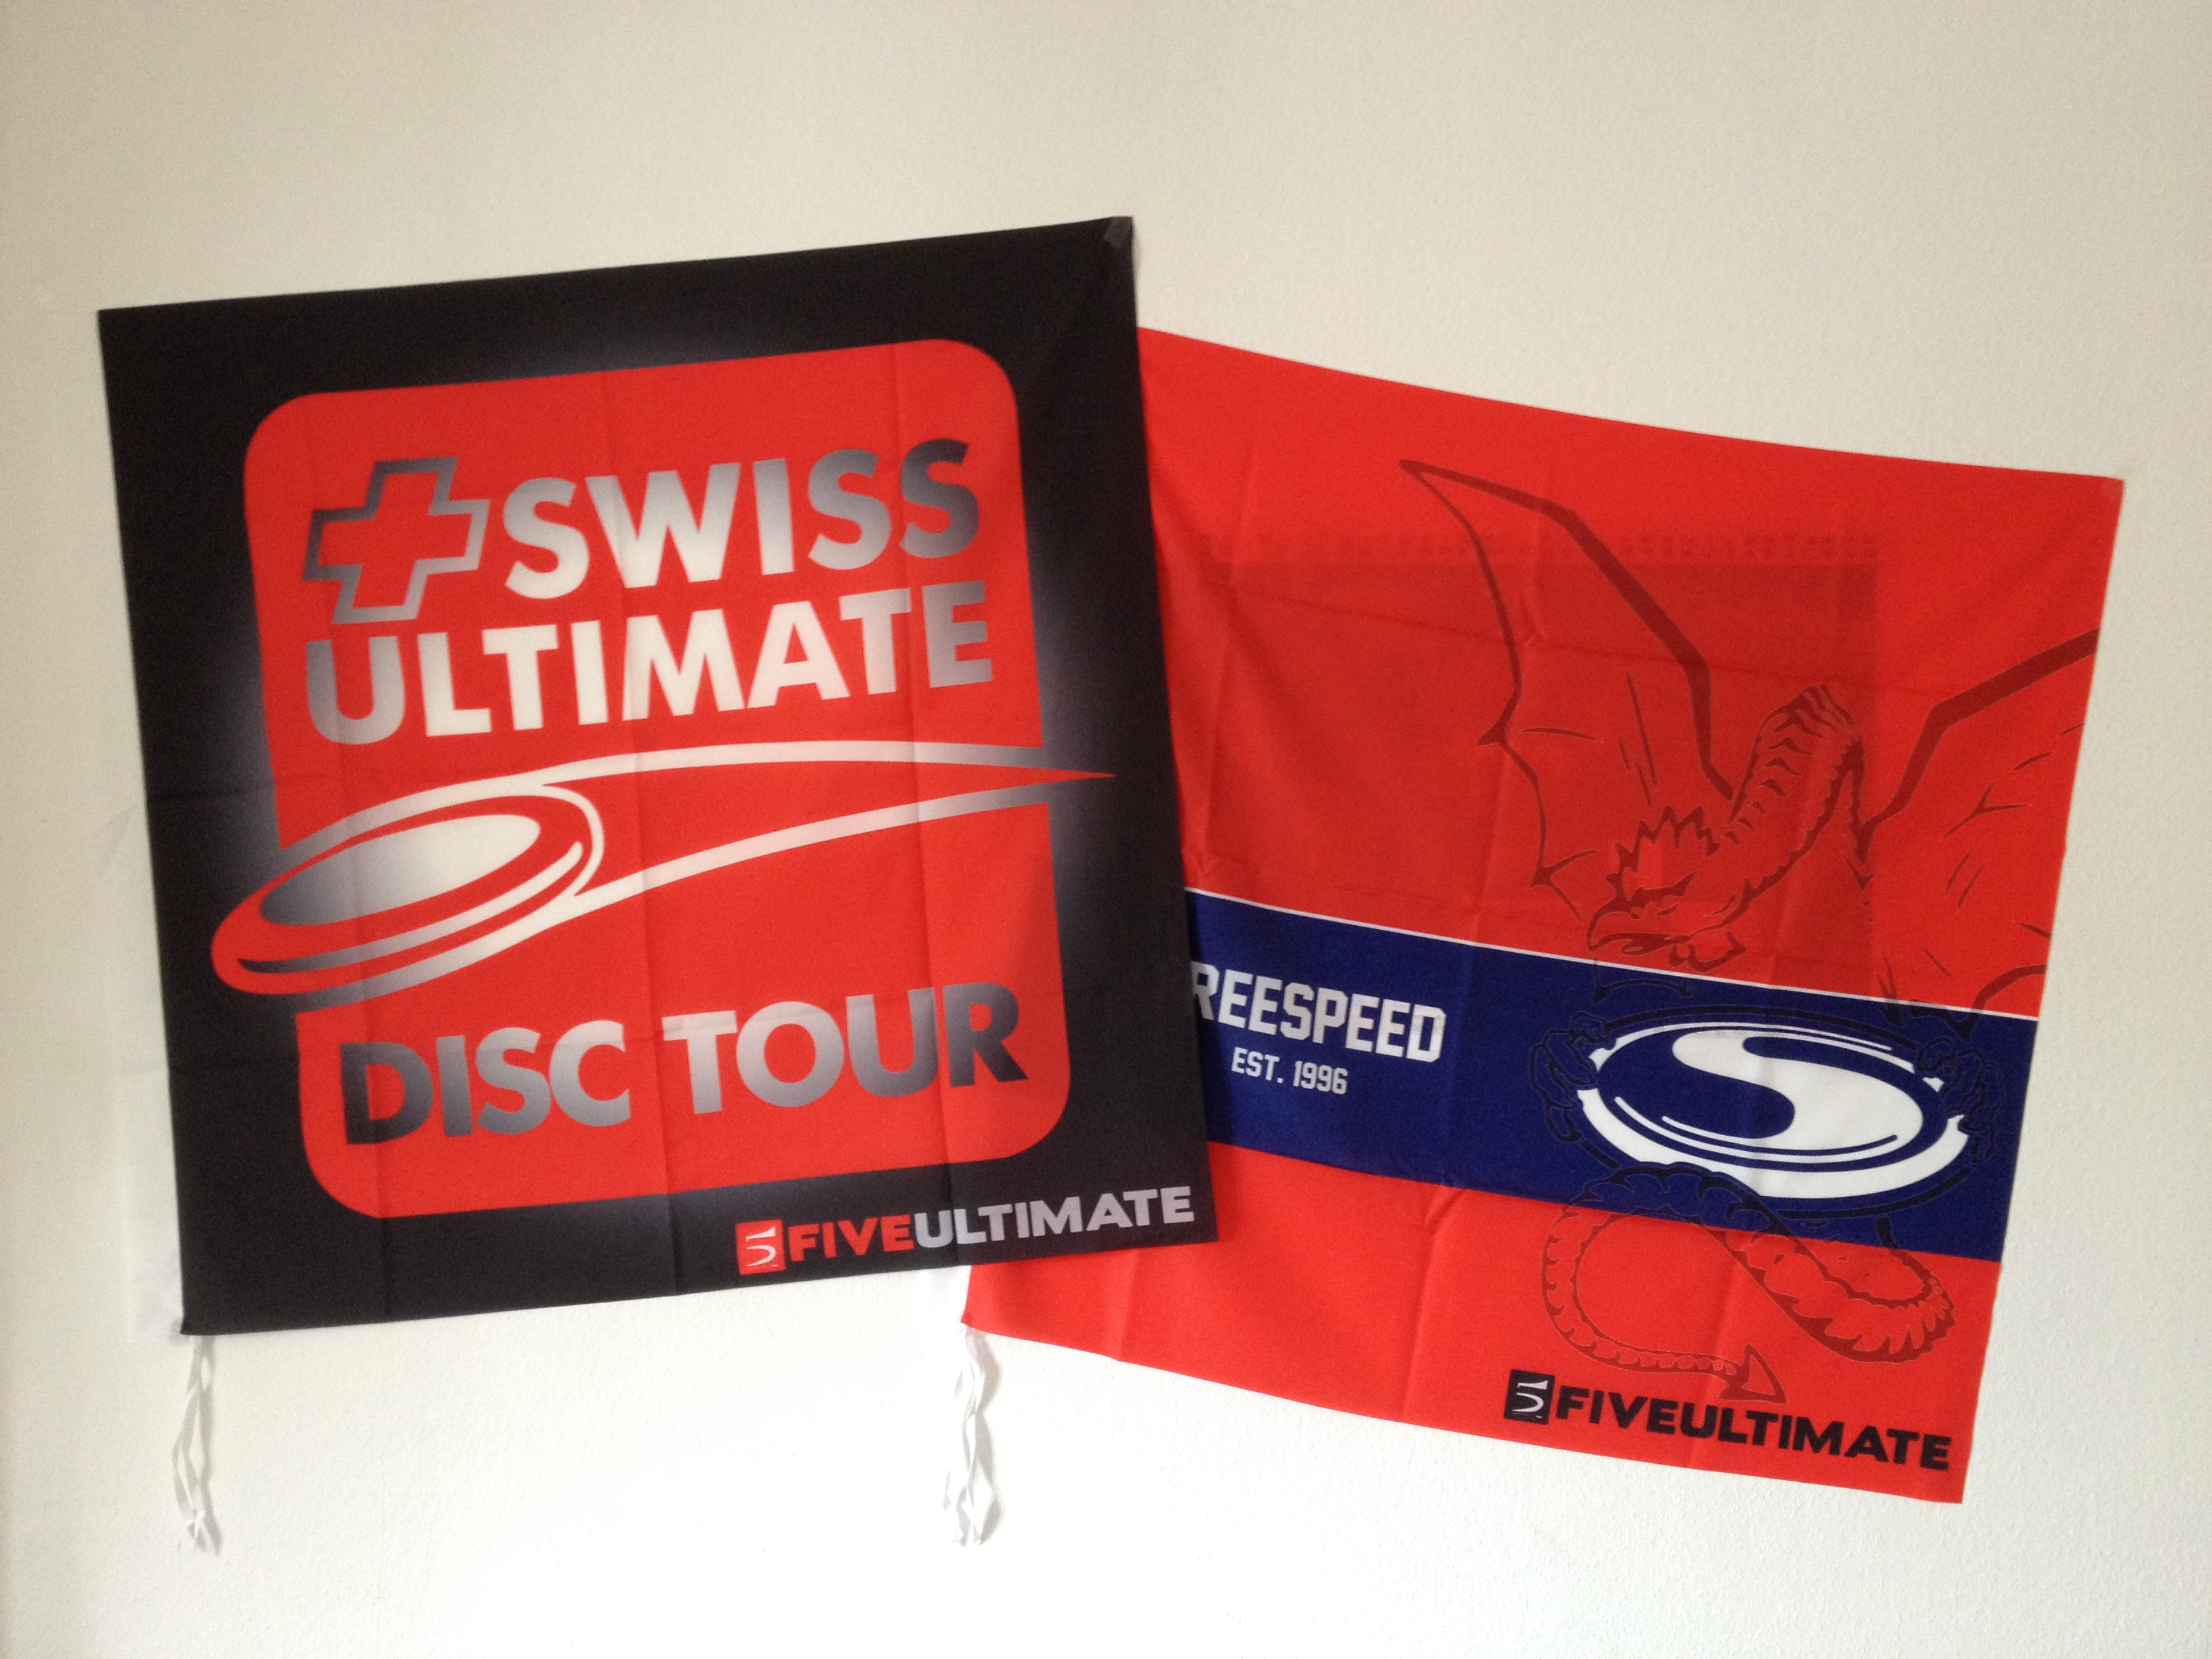 SWISS
ULTIMATE
DISC TOUR
FIVEULTIMATE
REESPEED
EST. 1996
FIVEULTIMATE